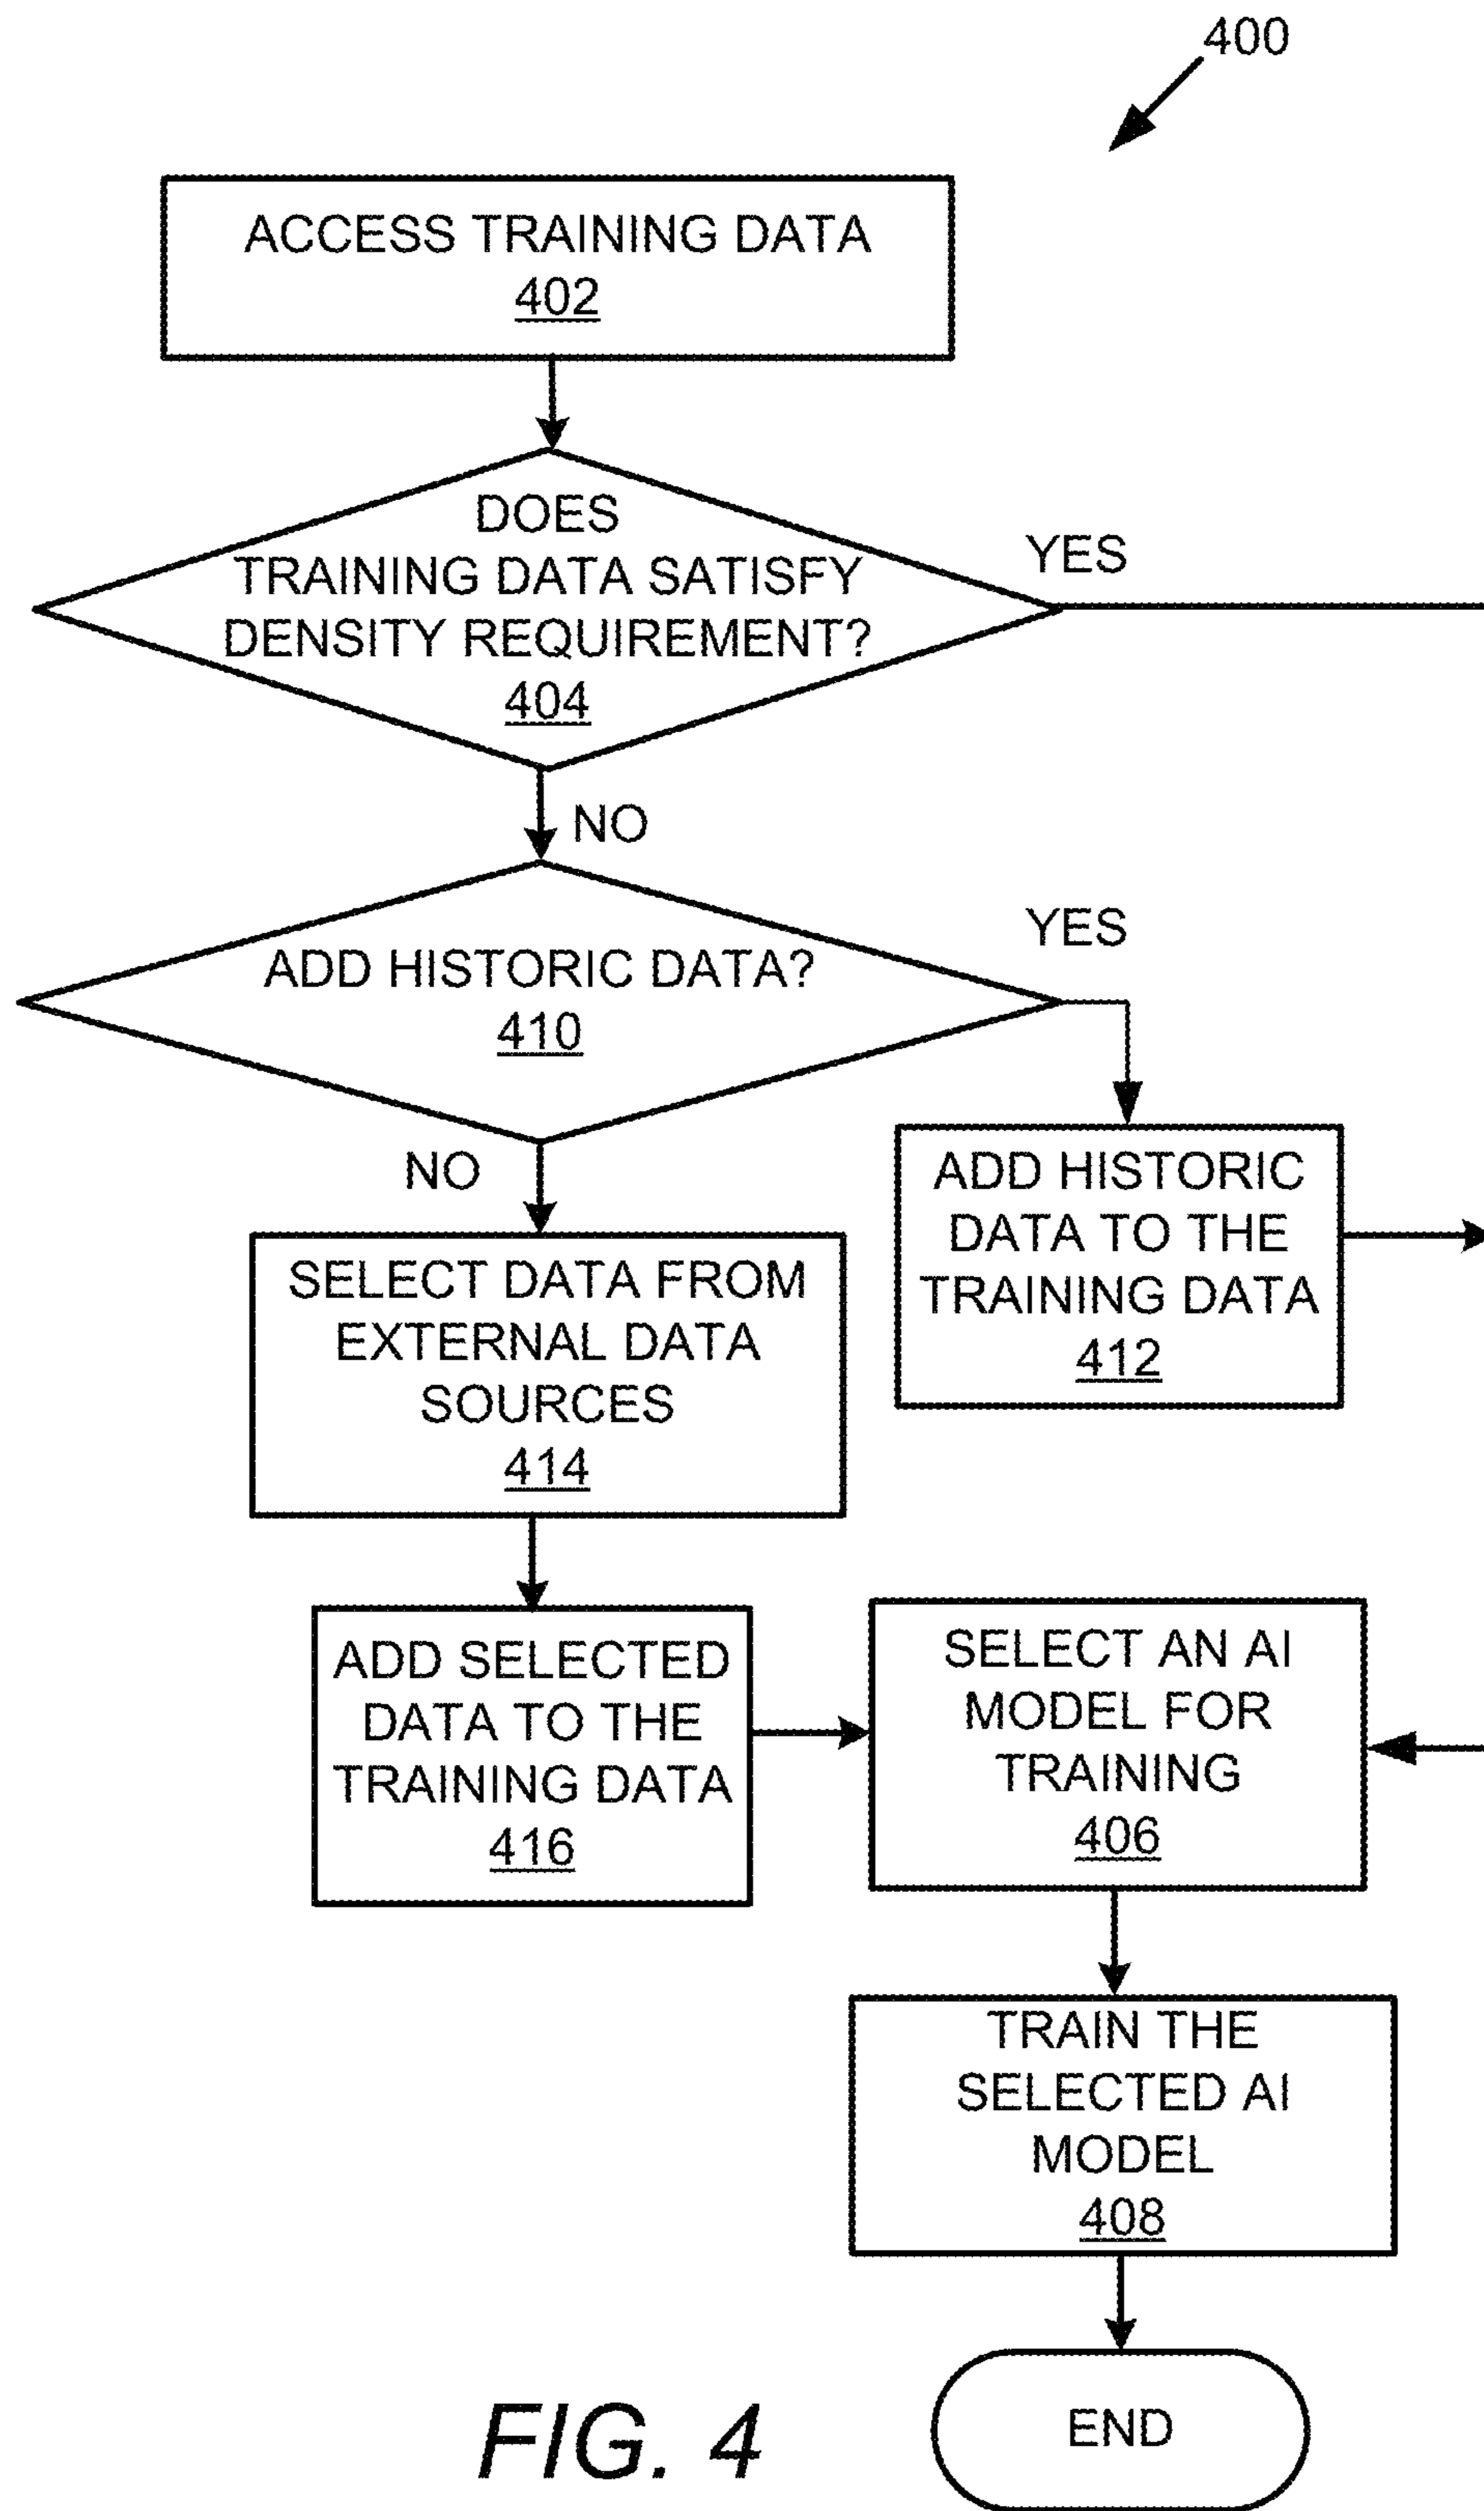 400
ACCESS TRAINING DATA
402
DOES
TRAINING DATA SATISFY
DENSITY REQUIREMENT?
404
YES
NO
ADD HISTORIC DATA?
410
YES
NO
ADD HISTORIC
DATA TO THE
TRAINING DATA
412
SELECT DATA FROM
EXTERNAL DATA
SOURCES
414
ADD SELECTED
DATA TO THE
TRAINING DATA
416
SELECT AN AI
MODEL FOR
TRAINING
406
TRAIN THE
SELECTED AI
MODEL
408
END
FIG. 4